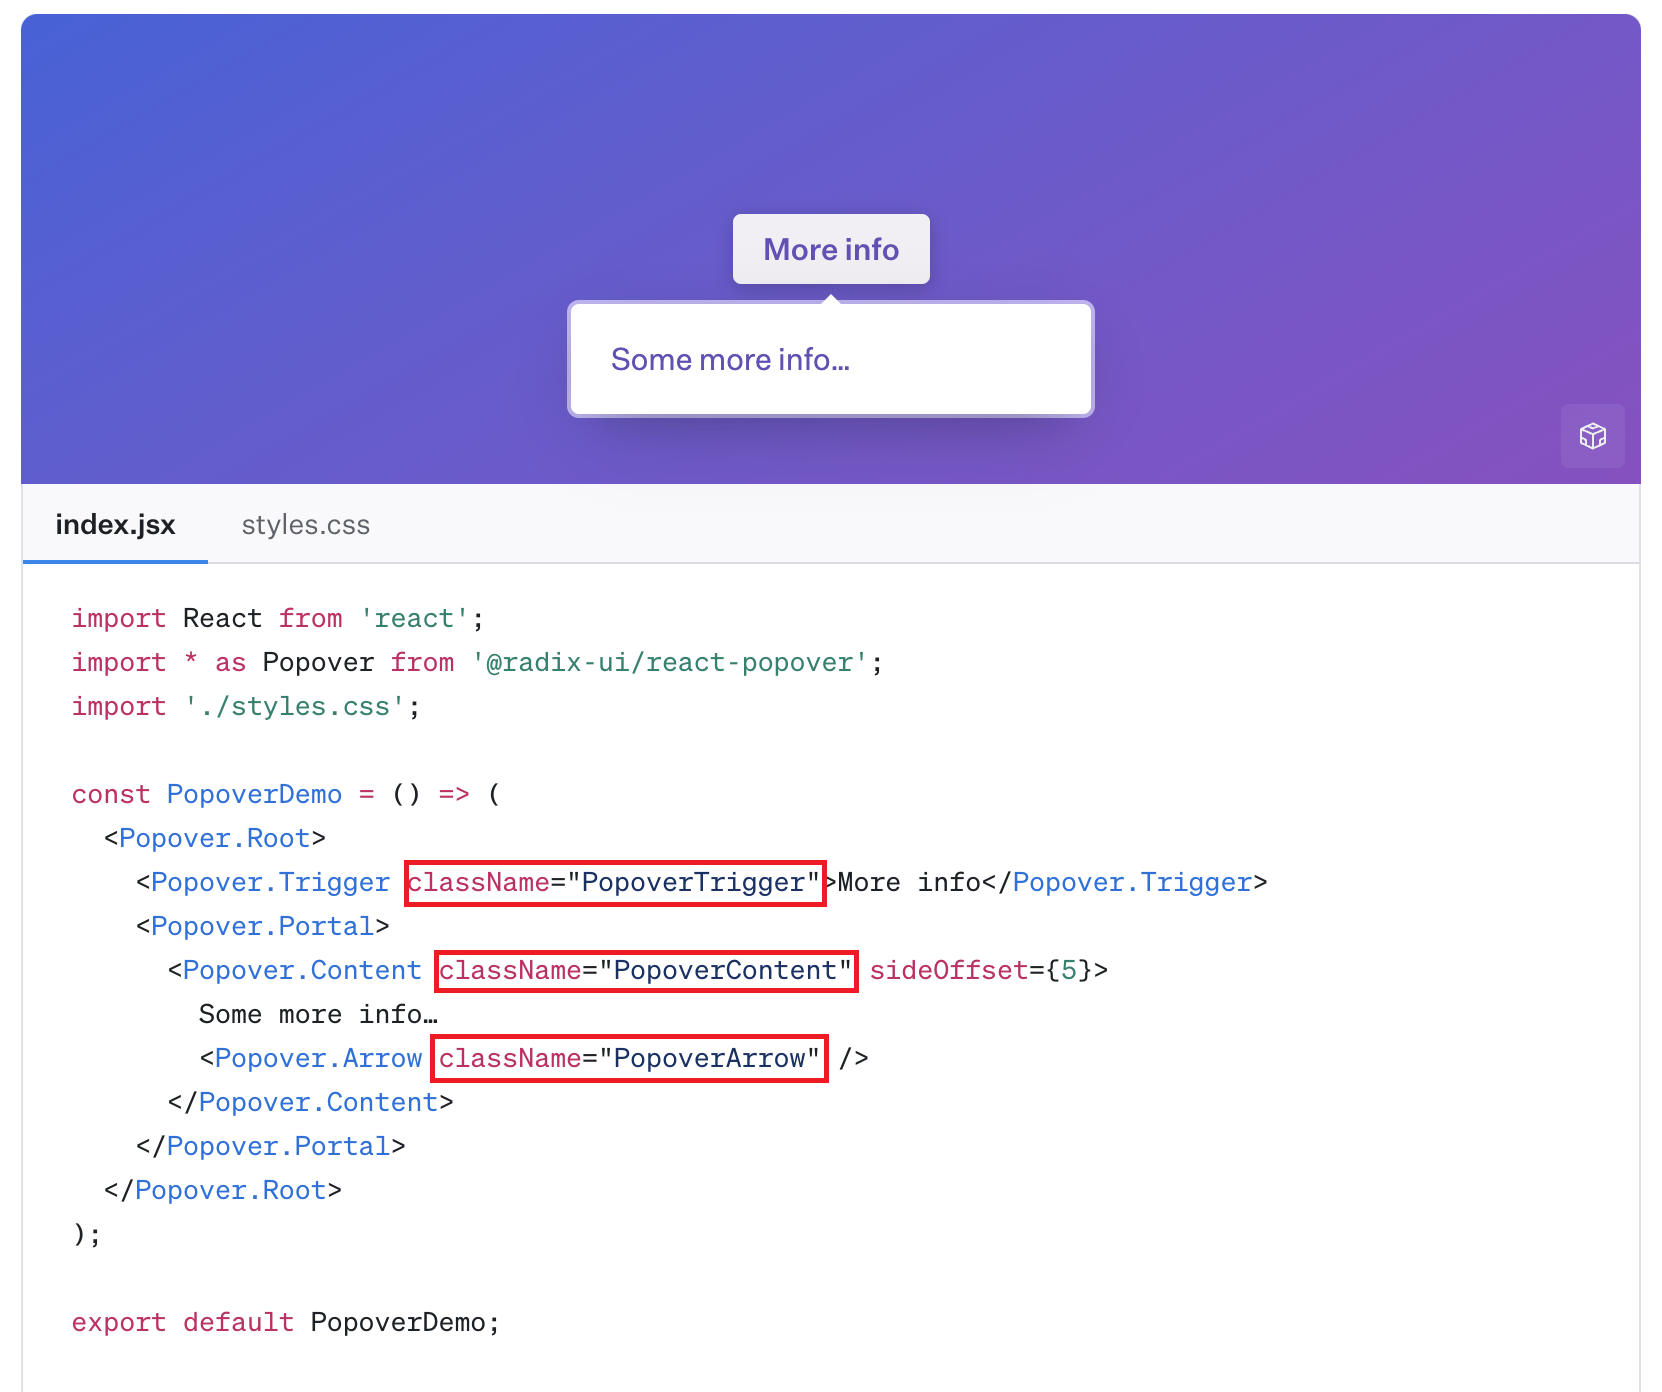 More info
Some more info…
index.jsx styles.css
import React from 'react';
import * as Popover from '@radix-ui/react-popover';
import './styles.css';
const PopoverDemo = () => (
<Popover.Root>
<Popover.Trigger className="PopoverTrigger">More info</Popover.Trigger>
<Popover.Portal>
<Popover.Content className="PopoverContent" sideOffset={5}>
Some more info…
<Popover.Arrow className="PopoverArrow" />
</Popover.Content>
</Popover.Portal>
</Popover.Root>
);
export default PopoverDemo;